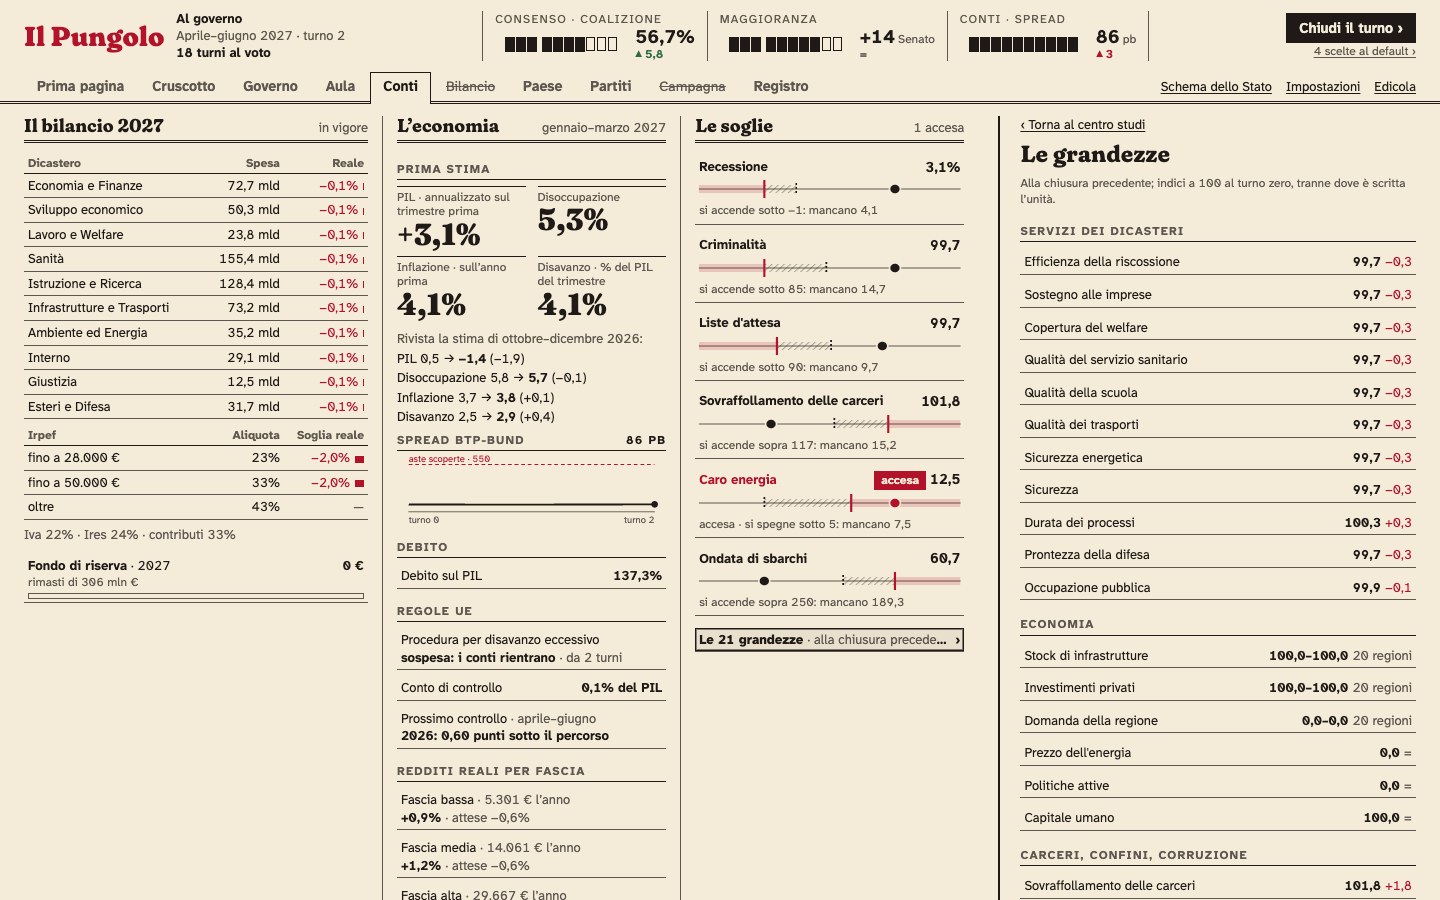 Il Pungolo
Al governo
Aprile–giugno 2027 · turno 2
18 turni al voto
CONSENSO · COALIZIONE
56,7%
▲5,8
MAGGIORANZA
+14 Senato
=
CONTI · SPREAD
86 pb
▲3
Chiudi il turno ›
4 scelte al default ›
Prima pagina
Cruscotto
Governo
Aula
Conti
Bilancio
Paese
Partiti
Campagna
Registro
Schema dello Stato
Impostazioni
Edicola
Il bilancio 2027
in vigore
Dicastero Spesa Reale
Economia e Finanze 72,7 mld −0,1%
Sviluppo economico 50,3 mld −0,1%
Lavoro e Welfare 23,8 mld −0,1%
Sanità 155,4 mld −0,1%
Istruzione e Ricerca 128,4 mld −0,1%
Infrastrutture e Trasporti 73,2 mld −0,1%
Ambiente ed Energia 35,2 mld −0,1%
Interno 29,1 mld −0,1%
Giustizia 12,5 mld −0,1%
Esteri e Difesa 31,7 mld −0,1%
Irpef Aliquota Soglia reale
fino a 28.000 € 23% −2,0%
fino a 50.000 € 33% −2,0%
oltre 43% —
Iva 22% · Ires 24% · contributi 33%
Fondo di riserva · 2027 0 €
rimasti di 306 mln €
L’economia
gennaio–marzo 2027
PRIMA STIMA
PIL · annualizzato sul
trimestre prima
+3,1%
Disoccupazione
5,3%
Inflazione · sull’anno
prima
4,1%
Disavanzo · % del PIL
del trimestre
4,1%
Rivista la stima di ottobre–dicembre 2026:
PIL 0,5 → −1,4 (−1,9)
Disoccupazione 5,8 → 5,7 (−0,1)
Inflazione 3,7 → 3,8 (+0,1)
Disavanzo 2,5 → 2,9 (+0,4)
SPREAD BTP-BUND 86 PB
aste scoperte · 550
turno 0 turno 2
DEBITO
Debito sul PIL 137,3%
REGOLE UE
Procedura per disavanzo eccessivo
sospesa: i conti rientrano · da 2 turni
Conto di controllo 0,1% del PIL
Prossimo controllo · aprile–giugno
2026: 0,60 punti sotto il percorso
REDDITI REALI PER FASCIA
Fascia bassa · 5.301 € l’anno
+0,9% · attese −0,6%
Fascia media · 14.061 € l’anno
+1,2% · attese −0,6%
Fascia alta · 29.667 € l’anno
Le soglie
1 accesa
Recessione 3,1%
si accende sotto −1: mancano 4,1
Criminalità 99,7
si accende sotto 85: mancano 14,7
Liste d'attesa 99,7
si accende sotto 90: mancano 9,7
Sovraffollamento delle carceri 101,8
si accende sopra 117: mancano 15,2
Caro energia accesa 12,5
accesa · si spegne sotto 5: mancano 7,5
Ondata di sbarchi 60,7
si accende sopra 250: mancano 189,3
Le 21 grandezze · alla chiusura precede… ›
‹ Torna al centro studi
Le grandezze
Alla chiusura precedente; indici a 100 al turno zero, tranne dove è scritta
l’unità.
SERVIZI DEI DICASTERI
Efficienza della riscossione 99,7 −0,3
Sostegno alle imprese 99,7 −0,3
Copertura del welfare 99,7 −0,3
Qualità del servizio sanitario 99,7 −0,3
Qualità della scuola 99,7 −0,3
Qualità dei trasporti 99,7 −0,3
Sicurezza energetica 99,7 −0,3
Sicurezza 99,7 −0,3
Durata dei processi 100,3 +0,3
Prontezza della difesa 99,7 −0,3
Occupazione pubblica 99,9 −0,1
ECONOMIA
Stock di infrastrutture 100,0–100,0 20 regioni
Investimenti privati 100,0–100,0 20 regioni
Domanda della regione 0,0–0,0 20 regioni
Prezzo dell'energia 0,0 =
Politiche attive 0,0 =
Capitale umano 100,0 =
CARCERI, CONFINI, CORRUZIONE
Sovraffollamento delle carceri 101,8 +1,8